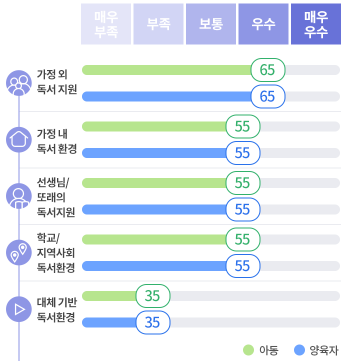 매우
부족
부족
보통
우수
매우
우수
가정 외
독서 지원
65
65
가정 내
독서 환경
55
55
선생님/
또래의
독서지원
55
55
학교/
지역사회
독서환경
55
55
대체 기반
독서환경
35
35
아동
양육자